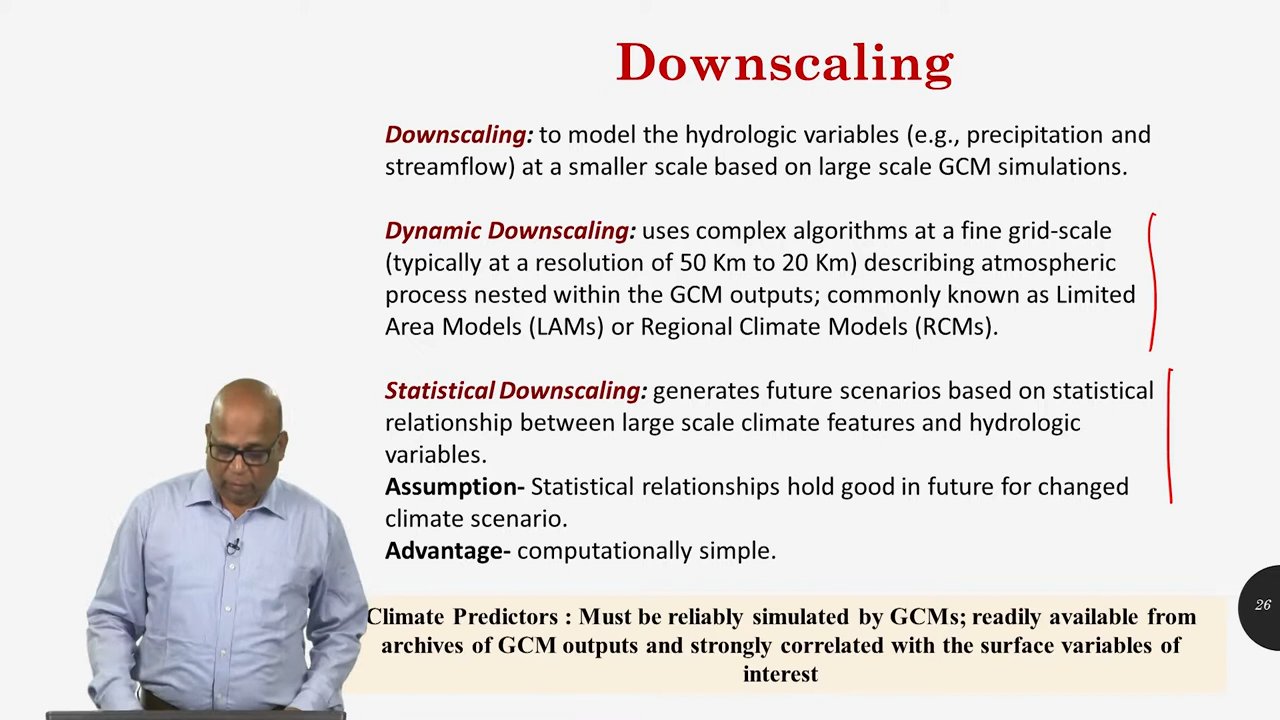 Downscaling
Downscaling: to model the hydrologic variables (e.g., precipitation and
streamflow) at a smaller scale based on large scale GCM simulations.
Dynamic Downscaling: uses complex algorithms at a fine grid-scale
(typically at a resolution of 50 Km to 20 Km) describing atmospheric
process nested within the GCM outputs; commonly known as Limited
Area Models (LAMs) or Regional Climate Models (RCMs).
Statistical Downscaling: generates future scenarios based on statistical
relationship between large scale climate features and hydrologic
variables.
Assumption- Statistical relationships hold good in future for changed
climate scenario.
Advantage- computationally simple.
Climate Predictors : Must be reliably simulated by GCMs; readily available from
archives of GCM outputs and strongly correlated with the surface variables of
interest
26